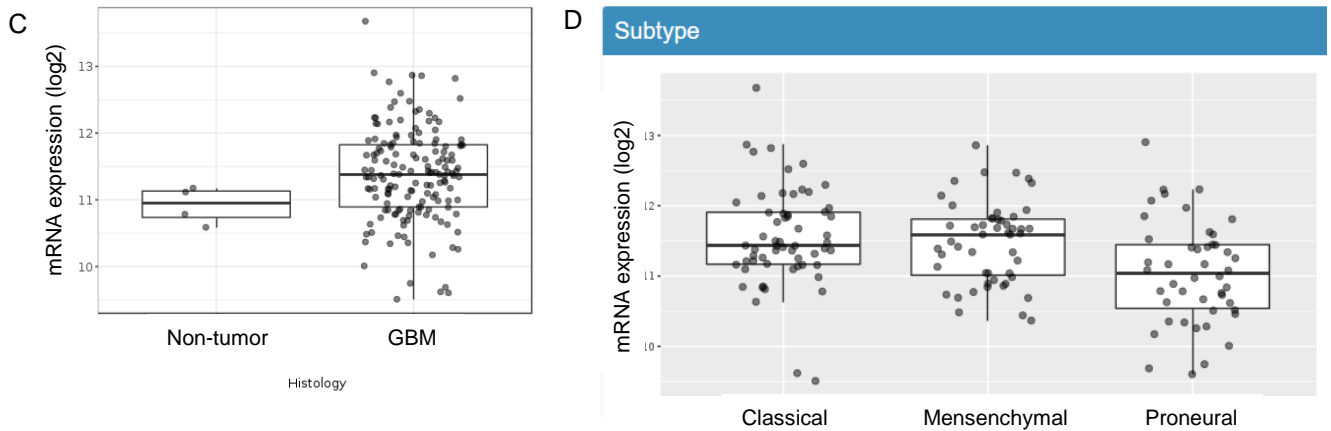 C
mRNA expression (log2)
13
12
11
10
Non-tumor GBM
Histology
D
Subtype
mRNA expression (log2)
13
12
11
10
Classical Mensenchymal Proneural